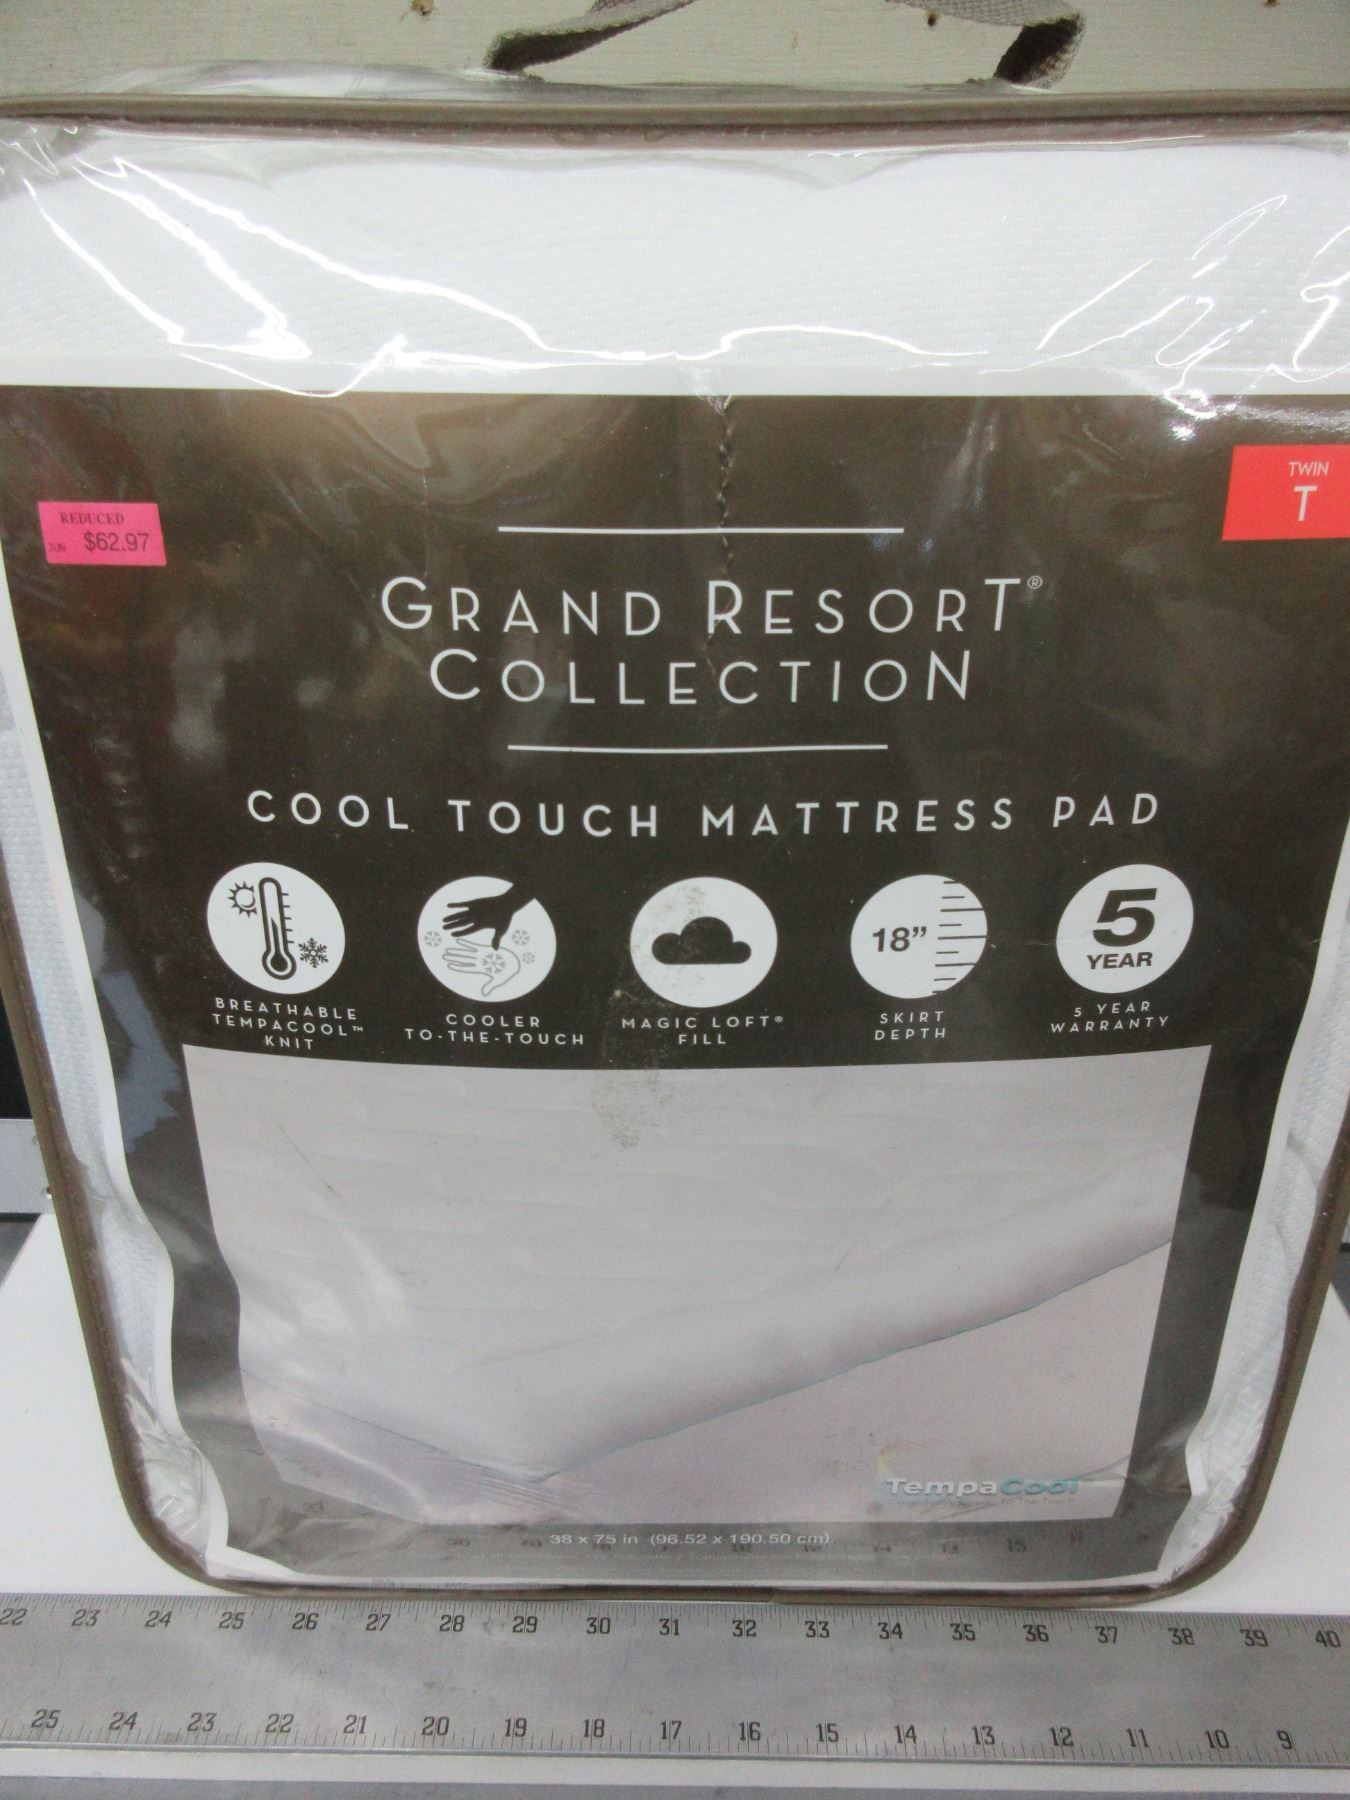 TWIN
T
REDUCED
JUN $62.97
GRAND RESORT®
COLLECTION
COOL TOUCH MATTRESS PAD
18”
5
YEAR
BREATHABLE
TEMPACOOL™
KNIT
COOLER
TO-THE-TOUCH
MAGIC LOFT®
FILL
SKIRT
DEPTH
5 YEAR
WARRANTY
TempaCool™
38 x 75 in (96.52 x 190.50 cm)
22 23 24 25 26 27 28 29 30 31 32 33 34 35 36 37 38 39 40
25 24 23 22 21 20 19 18 17 16 15 14 13 12 11 10 9